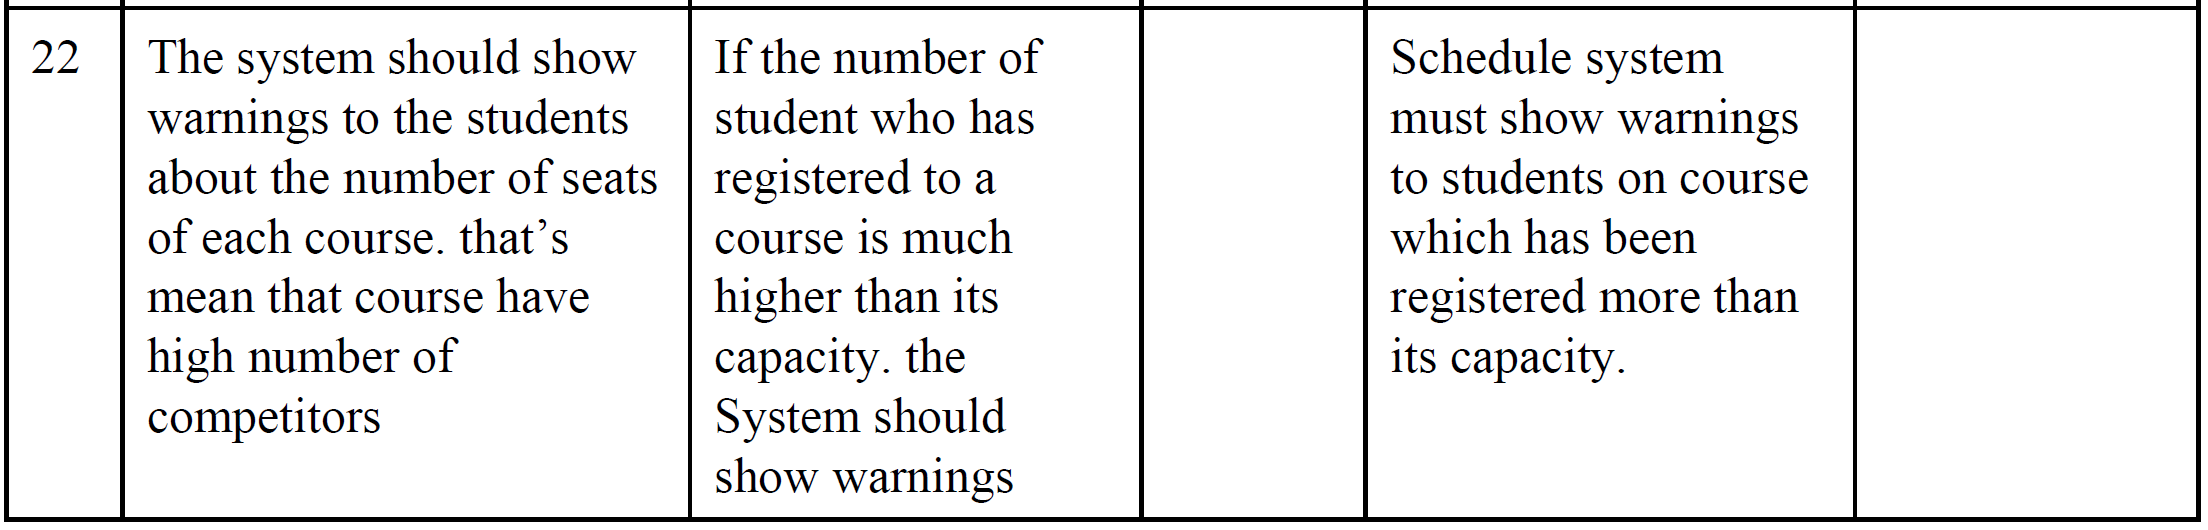 22
The system should show
warnings to the students
about the number of seats
of each course. that’s
mean that course have
high number of
competitors
If the number of
student who has
registered to a
course is much
higher than its
capacity. the
System should
show warnings
Schedule system
must show warnings
to students on course
which has been
registered more than
its capacity.